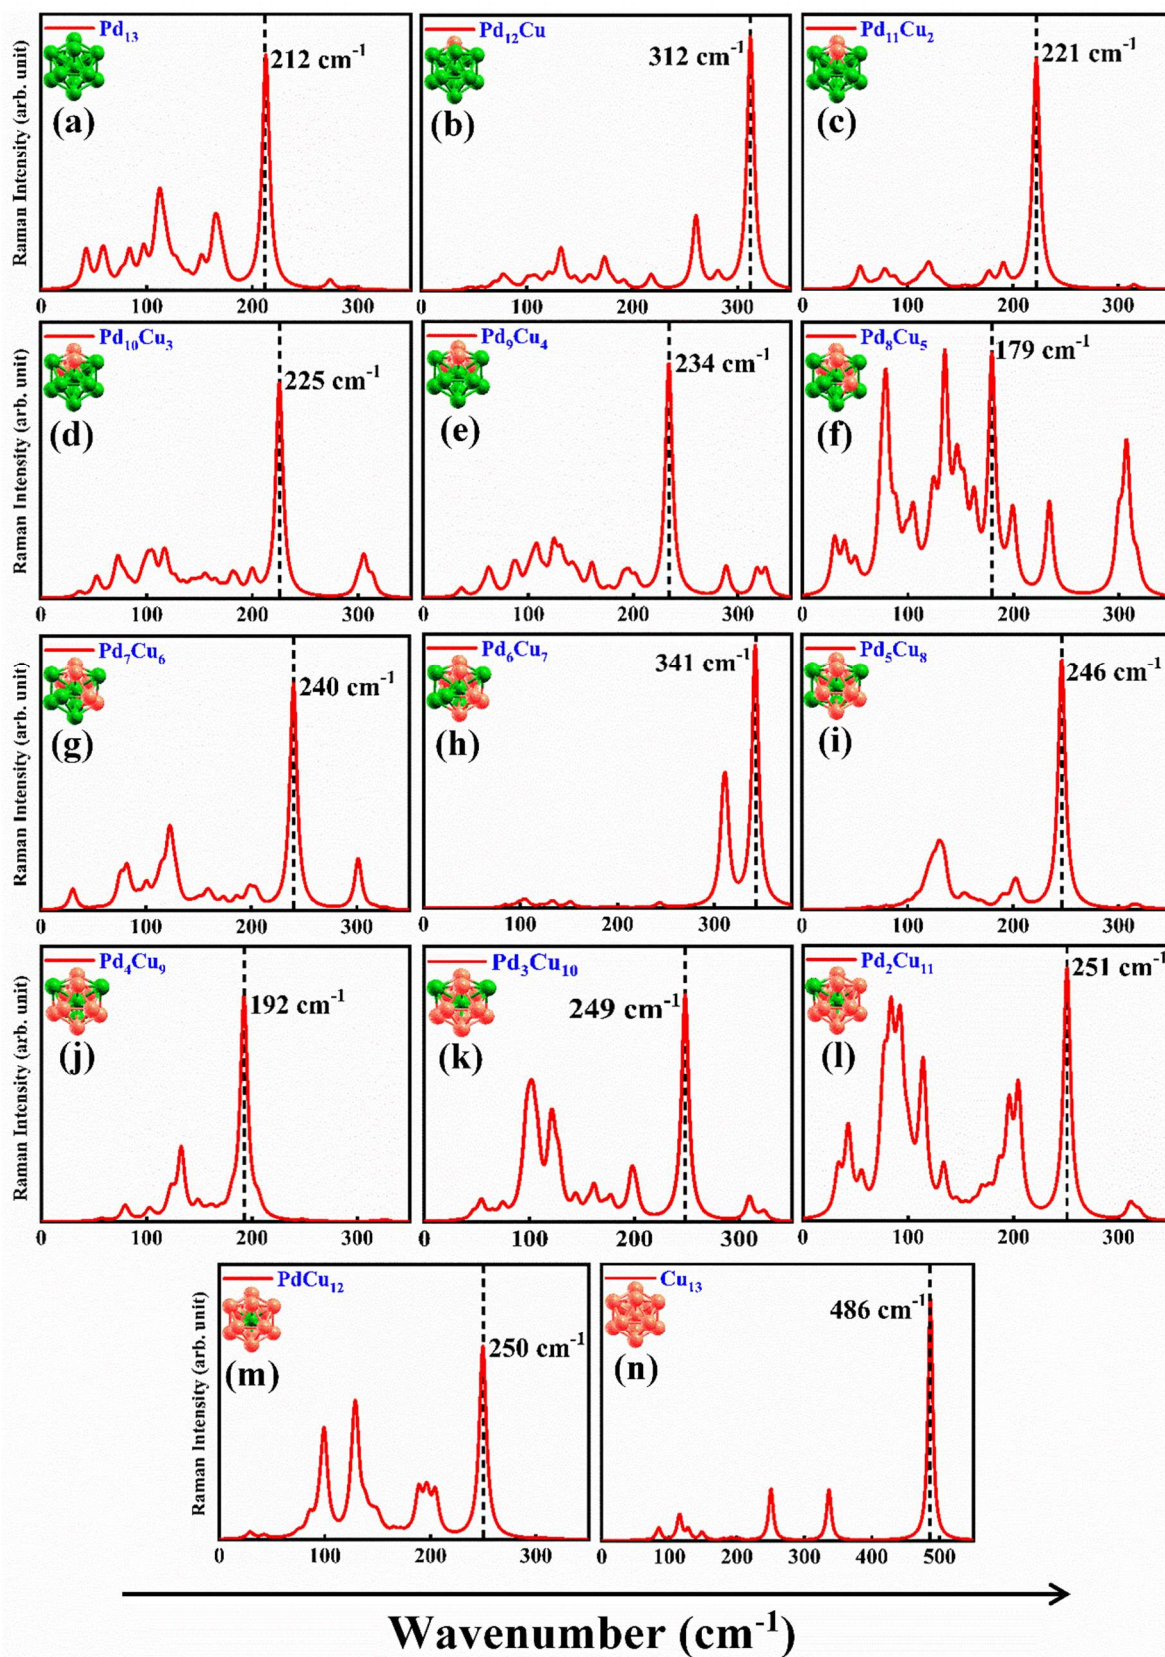 Pd₁₃
212 cm⁻¹
(a)
Pd₁₂Cu
312 cm⁻¹
(b)
Pd₁₁Cu₂
221 cm⁻¹
(c)
Raman Intensity (arb. unit)
0 100 200 300
0 100 200 300
0 100 200 300
Pd₁₀Cu₃
225 cm⁻¹
(d)
Pd₉Cu₄
234 cm⁻¹
(e)
Pd₈Cu₅
179 cm⁻¹
(f)
Raman Intensity (arb. unit)
0 100 200 300
0 100 200 300
0 100 200 300
Pd₇Cu₆
240 cm⁻¹
(g)
Pd₆Cu₇
341 cm⁻¹
(h)
Pd₅Cu₈
246 cm⁻¹
(i)
Raman Intensity (arb. unit)
0 100 200 300
0 100 200 300
0 100 200 300
Pd₄Cu₉
192 cm⁻¹
(j)
Pd₃Cu₁₀
249 cm⁻¹
(k)
Pd₂Cu₁₁
251 cm⁻¹
(l)
Raman Intensity (arb. unit)
0 100 200 300
0 100 200 300
0 100 200 300
PdCu₁₂
250 cm⁻¹
(m)
Cu₁₃
486 cm⁻¹
(n)
Raman Intensity (arb. unit)
0 100 200 300
0 100 200 300 400 500
Wavenumber (cm⁻¹)